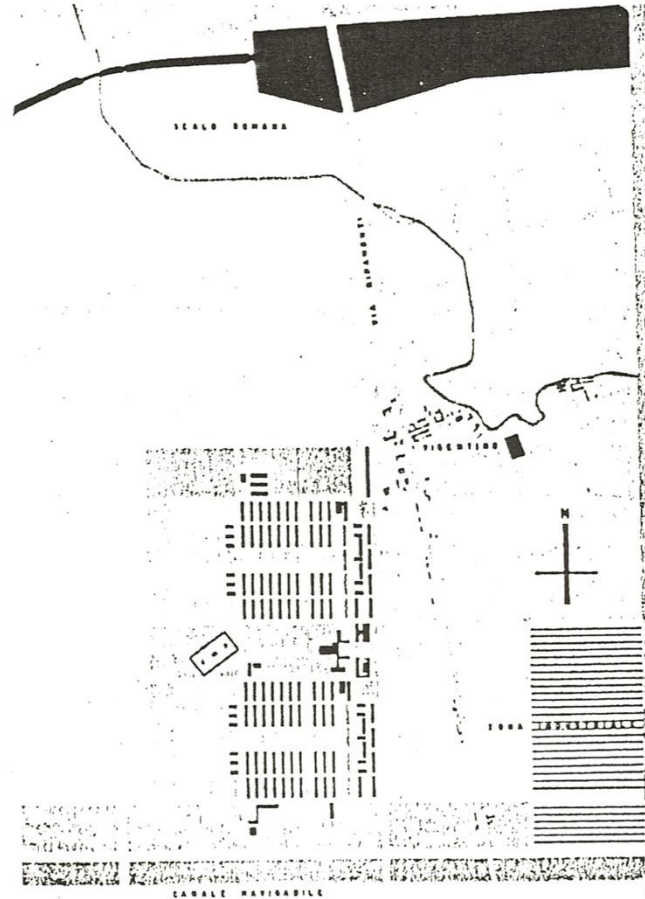 SCALO ROMANA
VIA RIPAMONTI
VIGENTINO
N
ZONA INDUSTRIALE
CANALE NAVIGABILE